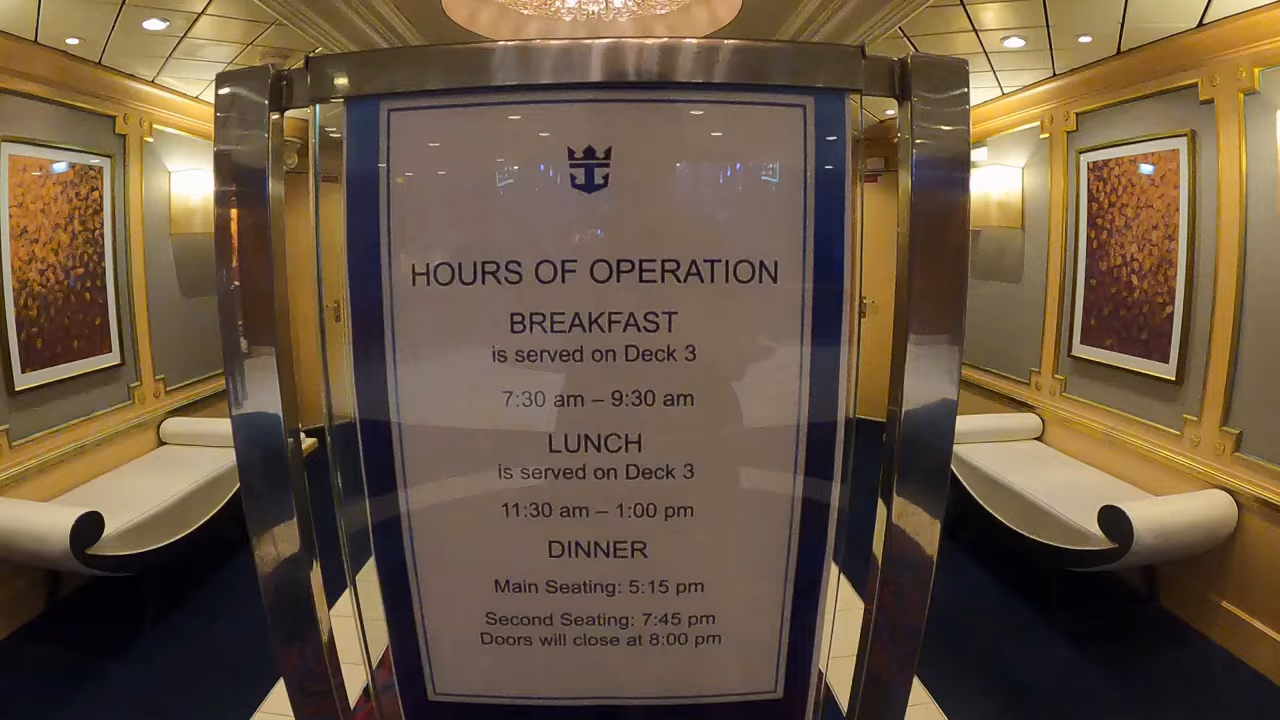 HOURS OF OPERATION
BREAKFAST
is served on Deck 3
7:30 am – 9:30 am
LUNCH
is served on Deck 3
11:30 am – 1:00 pm
DINNER
Main Seating: 5:15 pm
Second Seating: 7:45 pm
Doors will close at 8:00 pm